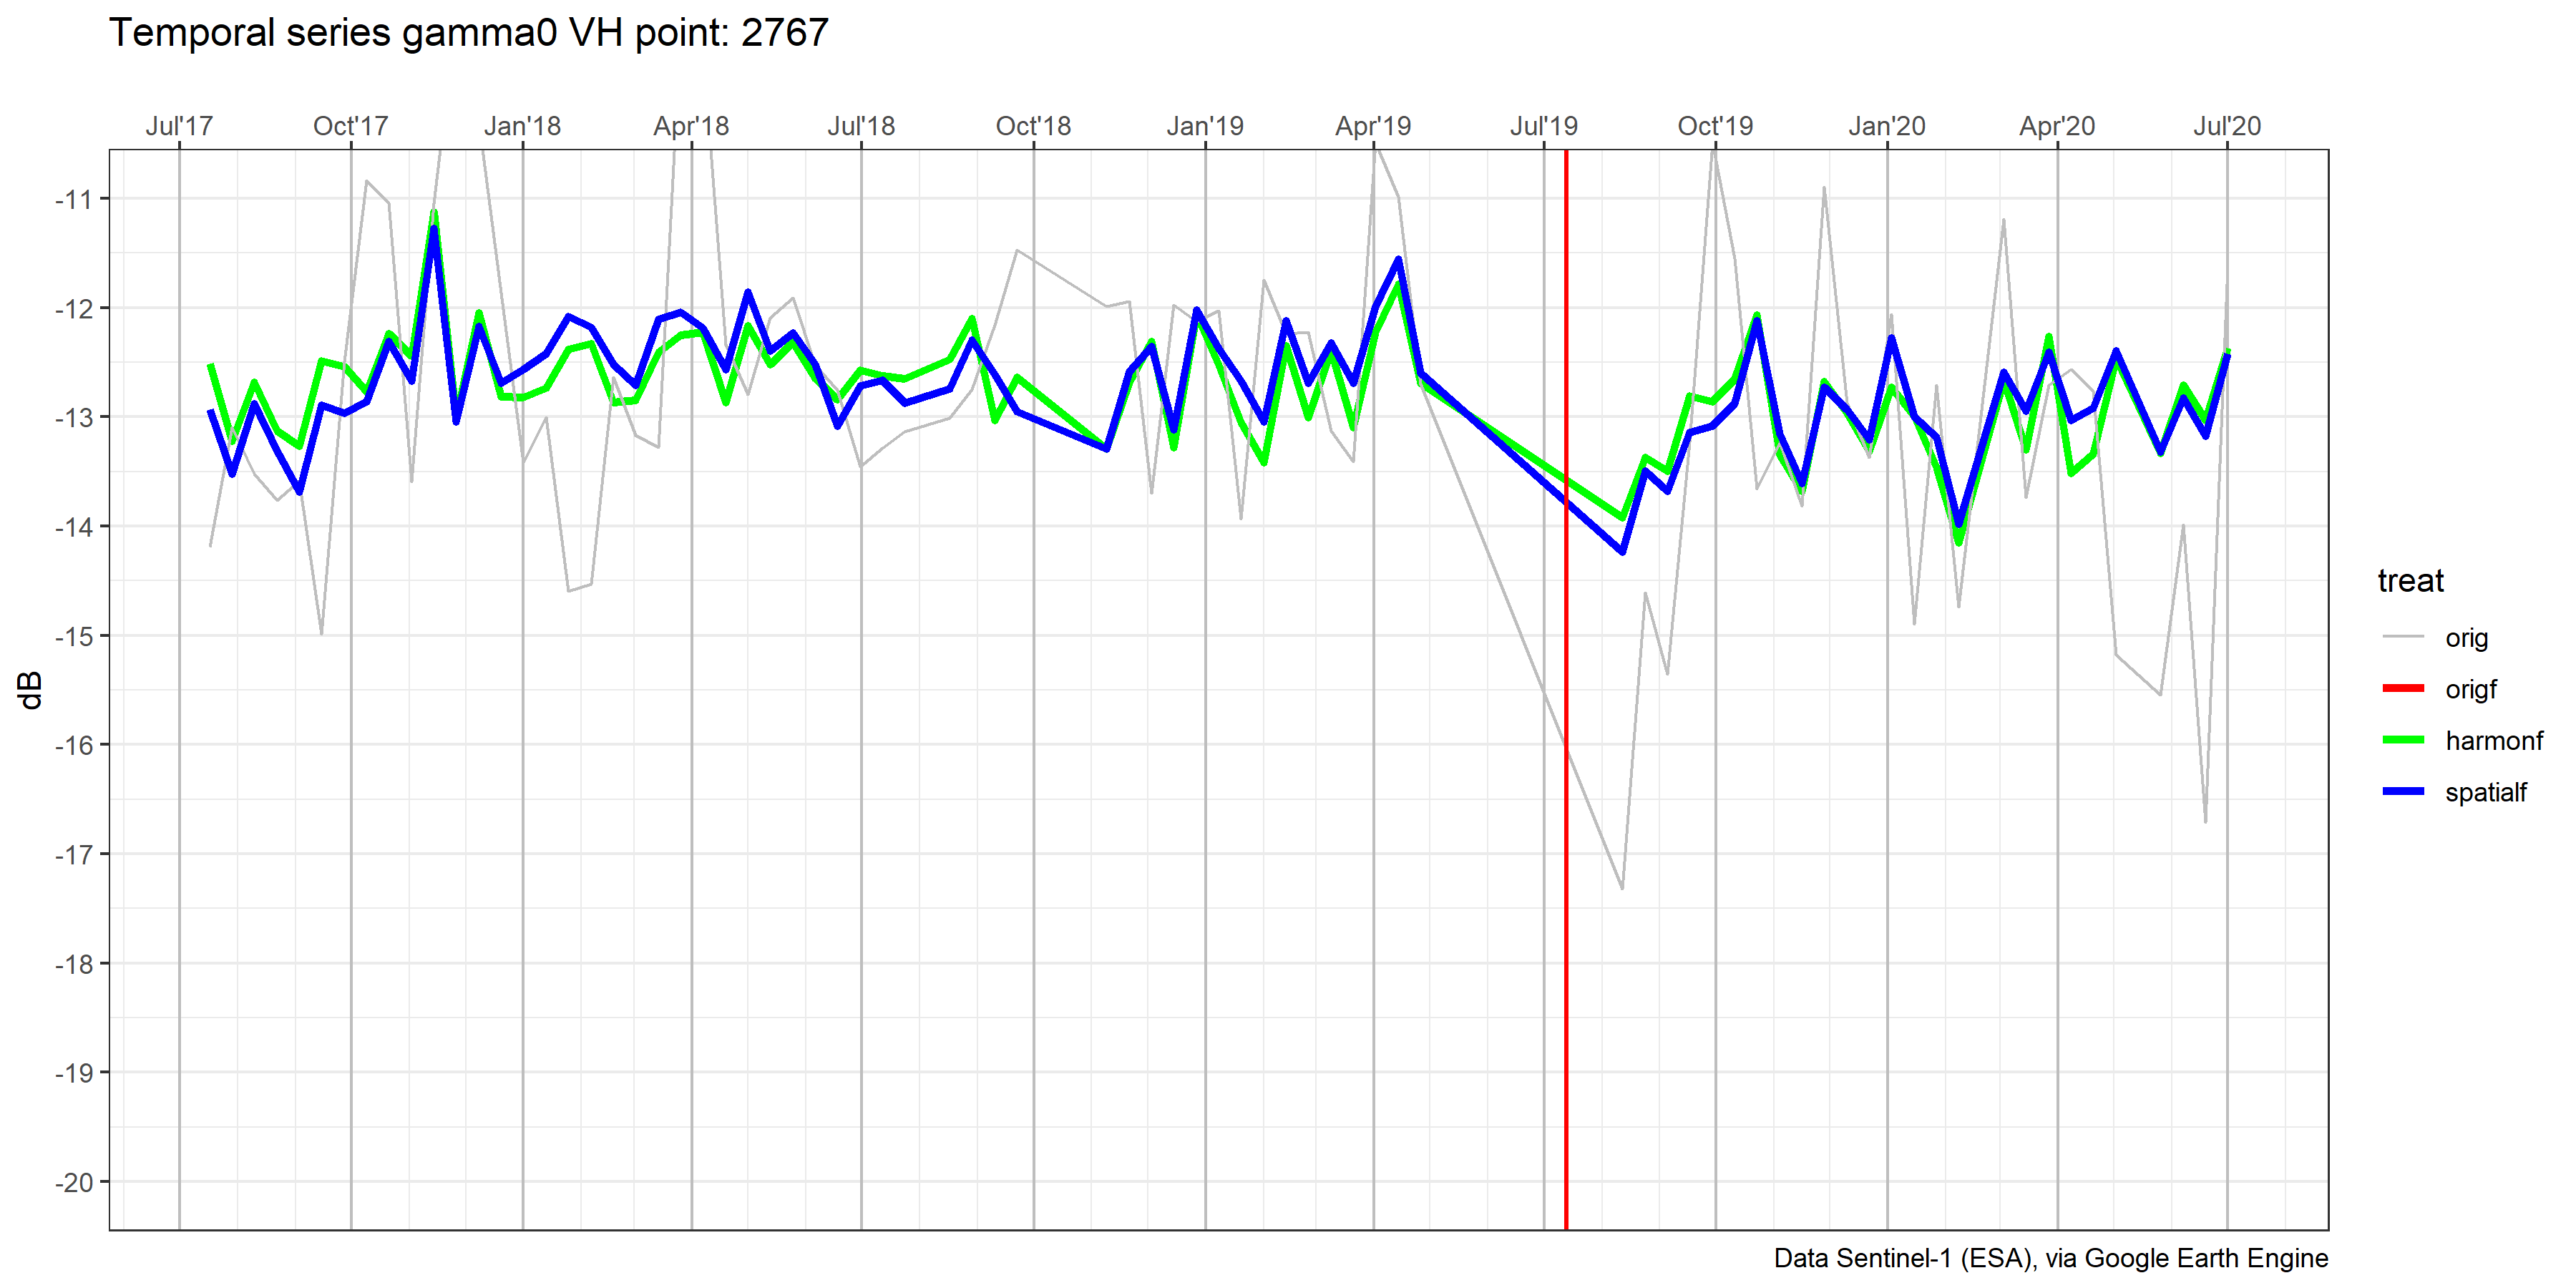 Temporal series gamma0 VH point: 2767
Jul'17 Oct'17 Jan'18 Apr'18 Jul'18 Oct'18 Jan'19 Apr'19 Jul'19 Oct'19 Jan'20 Apr'20 Jul'20
-11
-12
-13
-14
-15
-16
-17
-18
-19
-20
dB
treat
orig
origf
harmonf
spatialf
Data Sentinel-1 (ESA), via Google Earth Engine